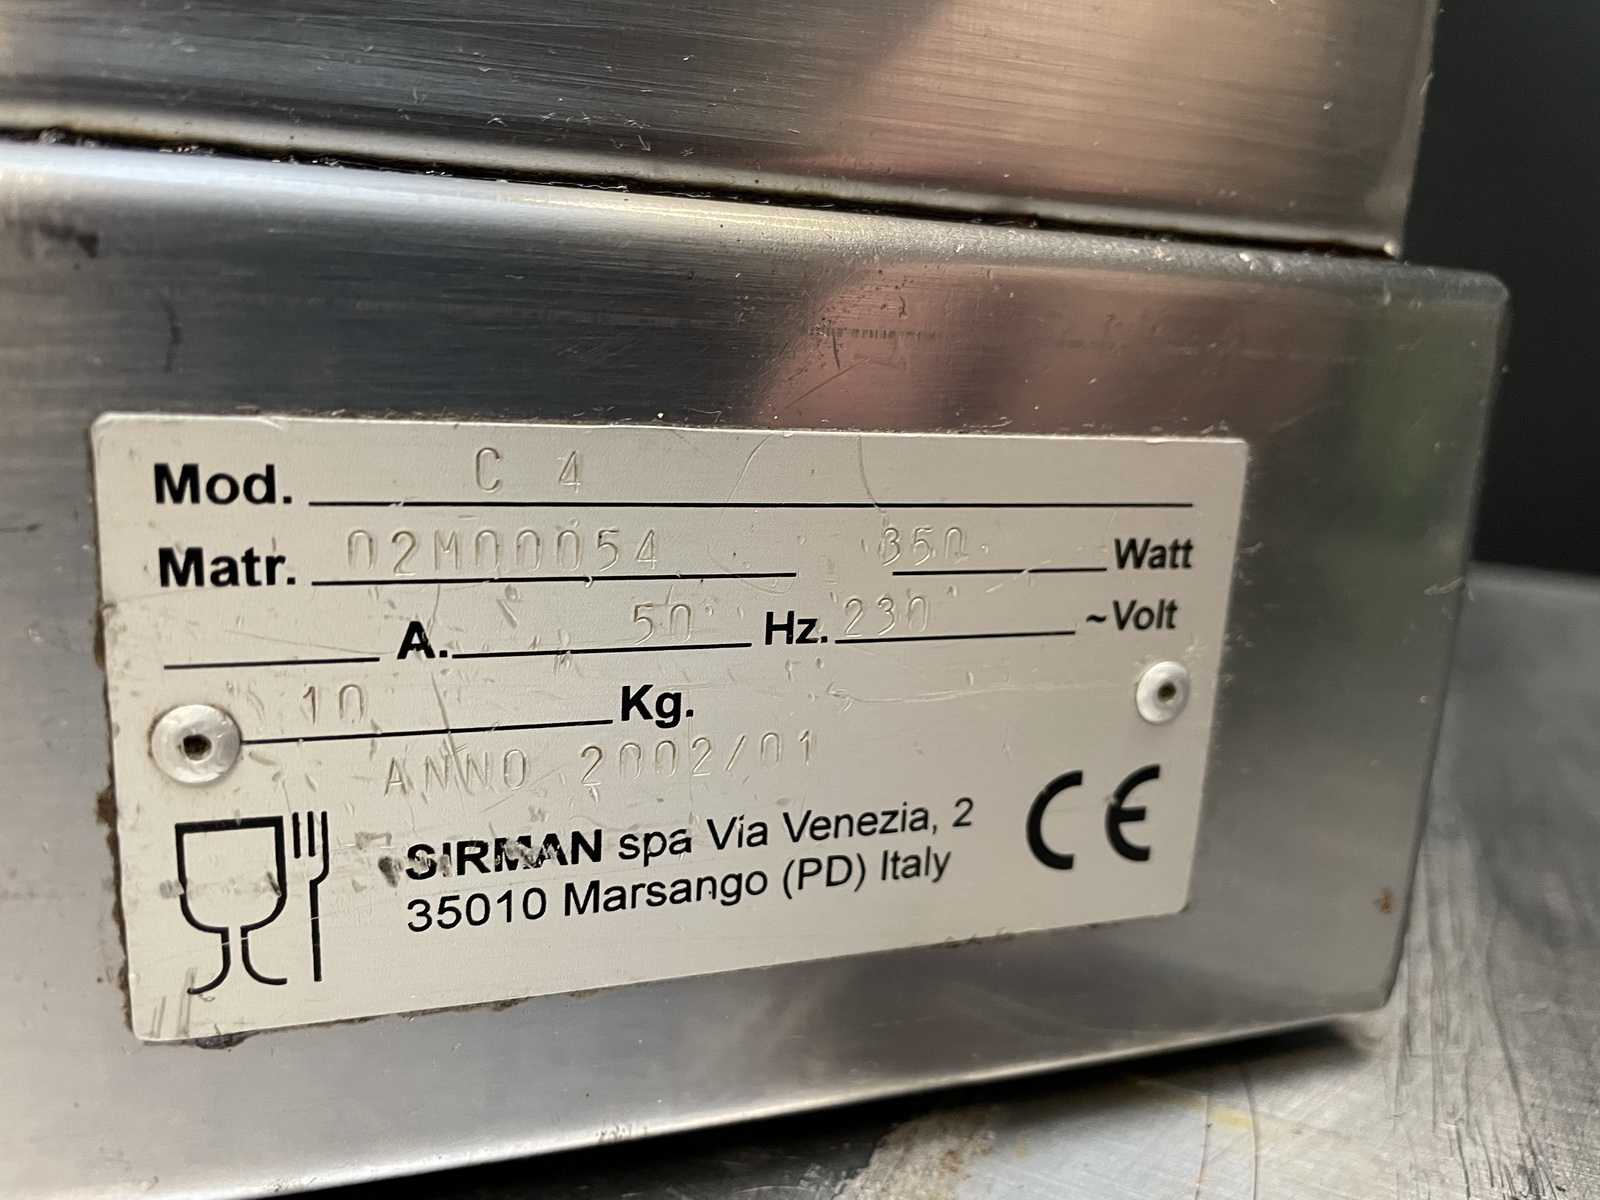 Mod. C 4
Matr. 02M00054 350 Watt
A. 50 Hz. 230 ~Volt
10 Kg.
ANNO 2002/01
SIRMAN spa Via Venezia, 2
35010 Marsango (PD) Italy
CE